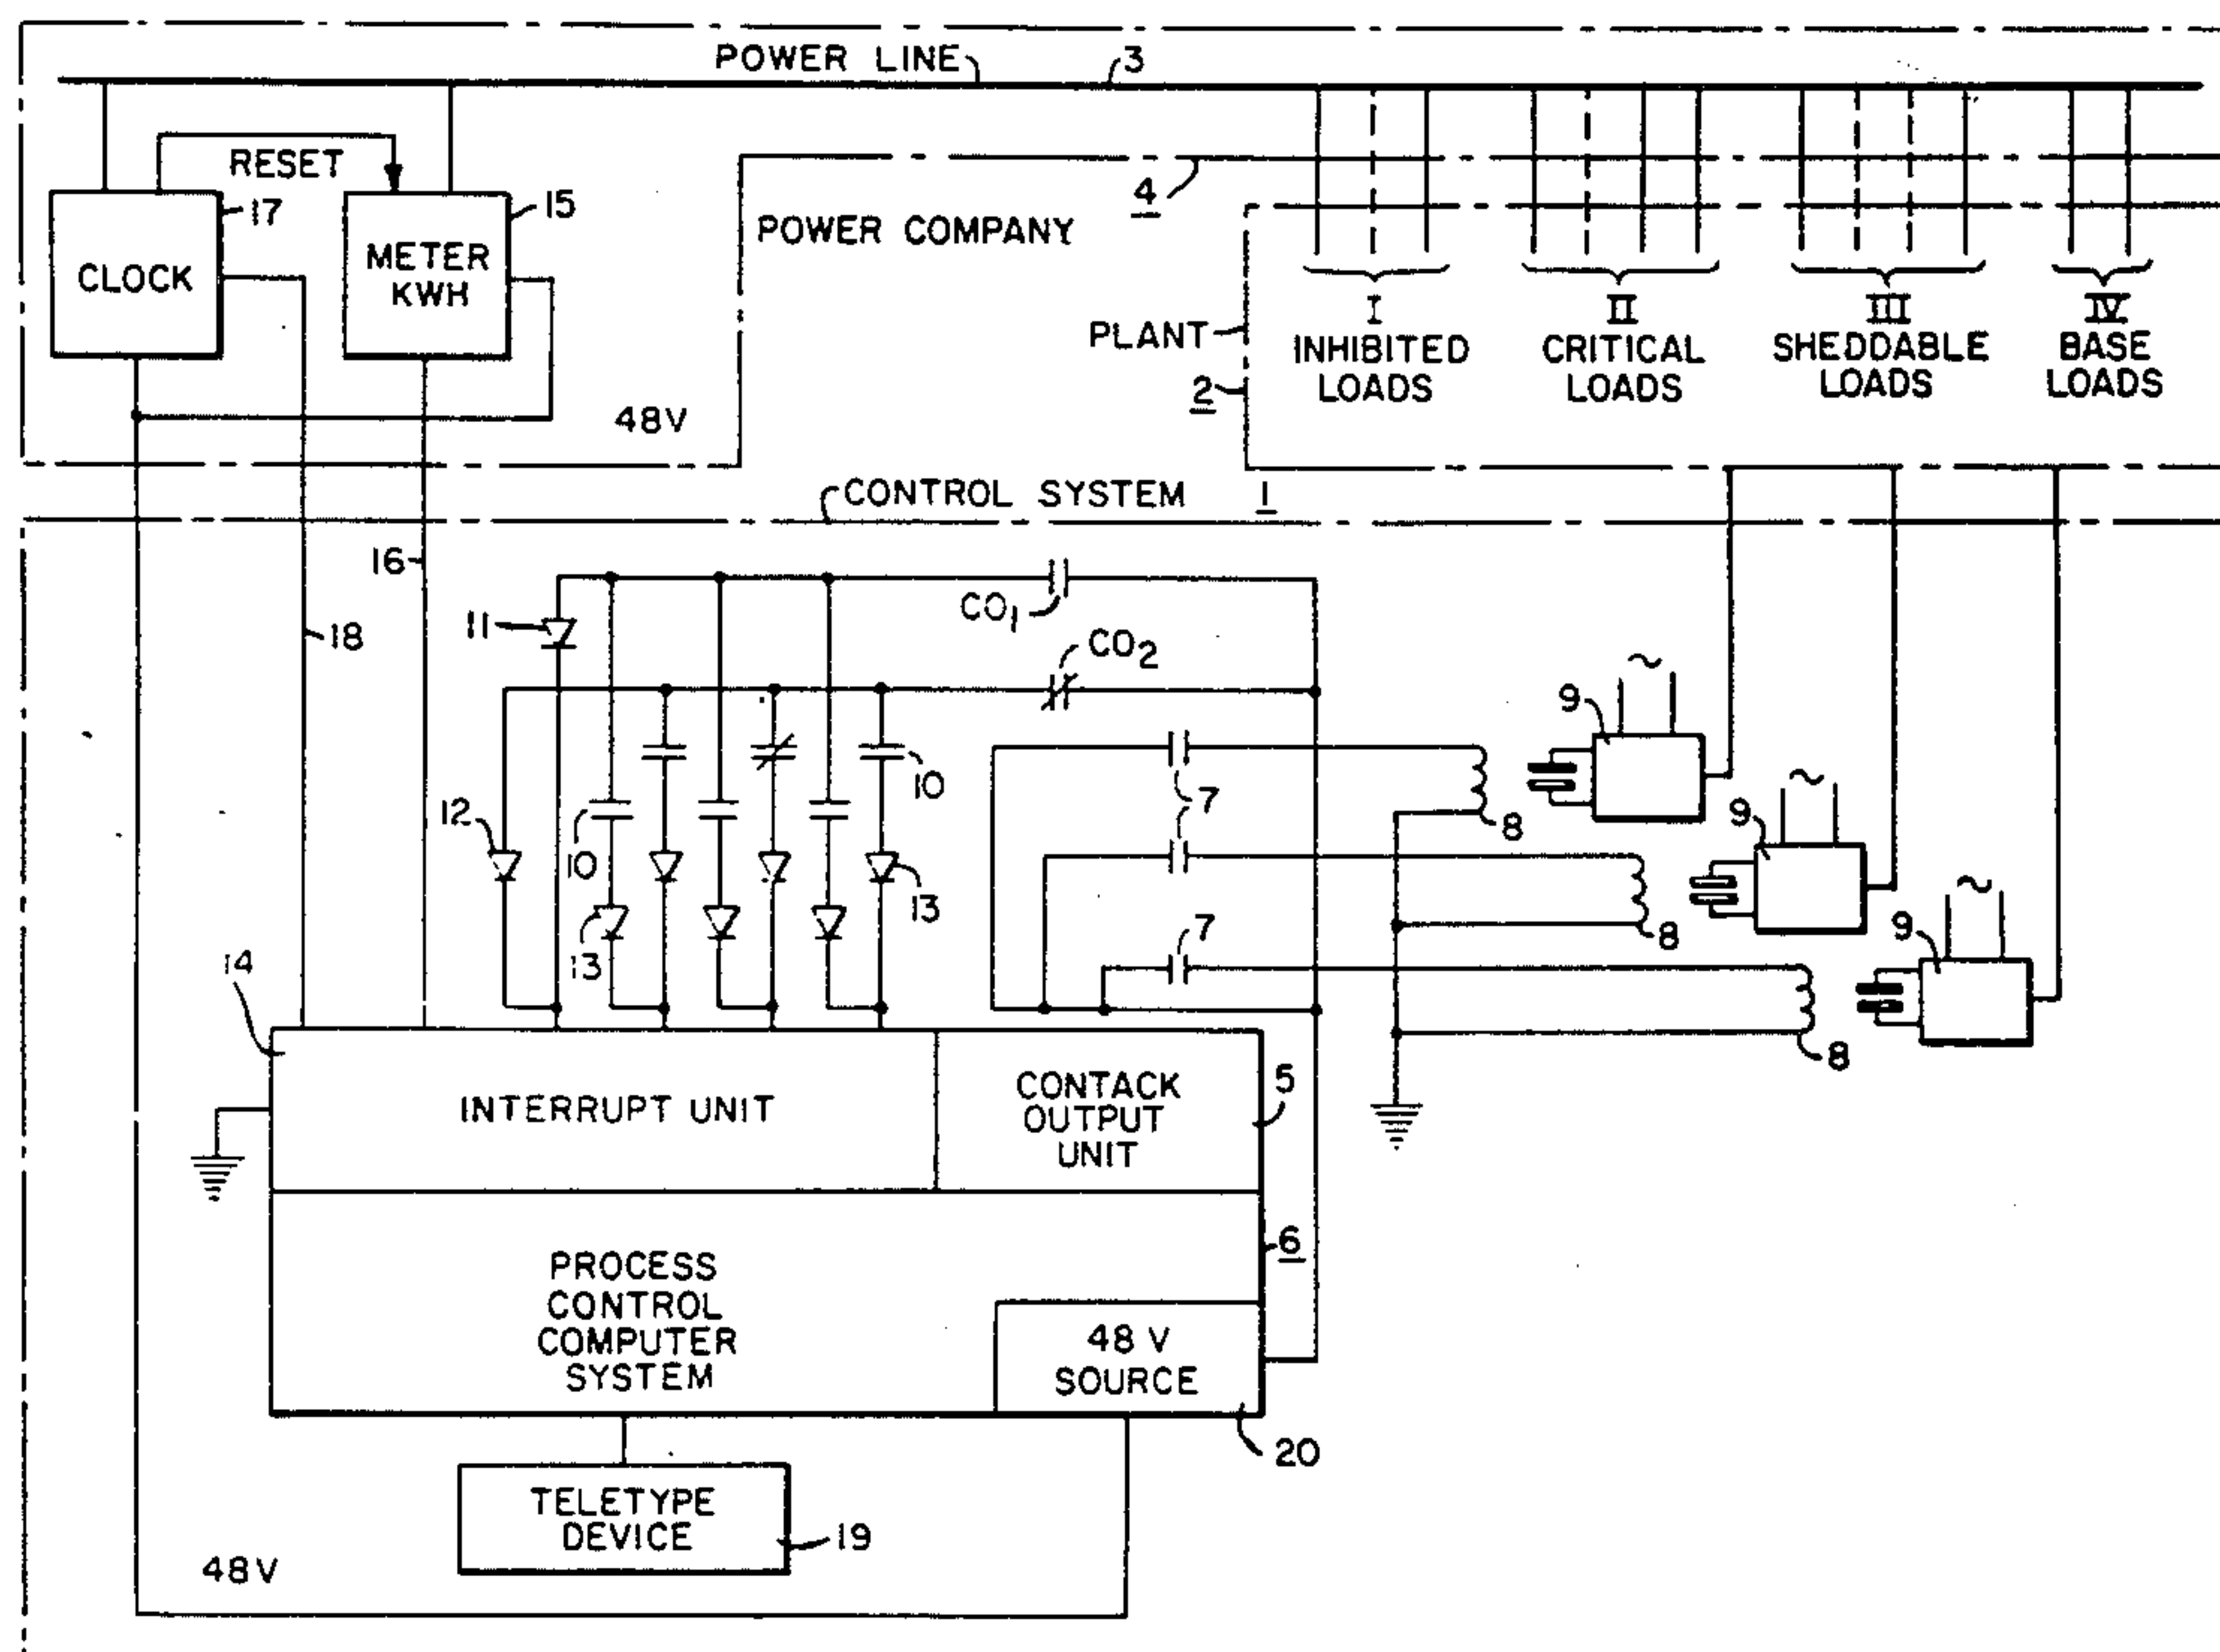 POWER LINE
3
RESET
17
15
CLOCK
METER
KWH
POWER COMPANY
4
48V
PLANT
2
I
INHIBITED
LOADS
II
CRITICAL
LOADS
III
SHEDDABLE
LOADS
IV
BASE
LOADS
CONTROL SYSTEM
1
16
18
11
CO1
CO2
12
10
10
13
13
7
7
8
8
8
9
9
9
~
~
~
14
INTERRUPT UNIT
CONTACK
OUTPUT
UNIT
5
6
PROCESS
CONTROL
COMPUTER
SYSTEM
48 V
SOURCE
20
TELETYPE
DEVICE
19
48V